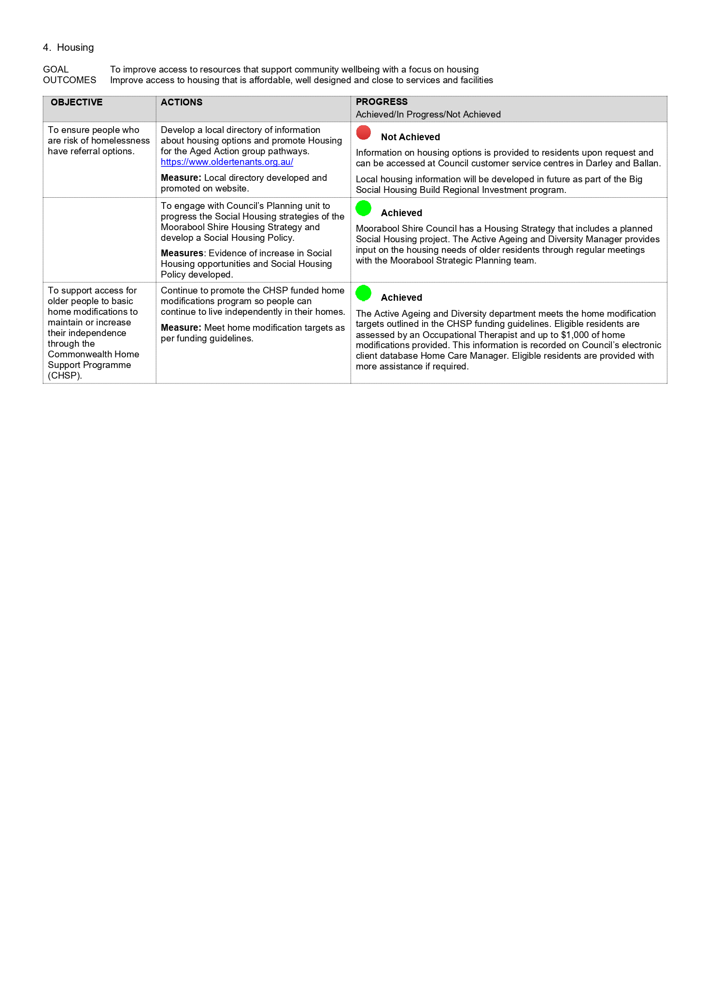 4. Housing
GOAL To improve access to resources that support community wellbeing with a focus on housing
OUTCOMES Improve access to housing that is affordable, well designed and close to services and facilities
OBJECTIVE
ACTIONS
PROGRESS
Achieved/In Progress/Not Achieved
To ensure people who
are risk of homelessness
have referral options.
Develop a local directory of information
about housing options and promote Housing
for the Aged Action group pathways.
https://www.oldertenants.org.au/
Measure: Local directory developed and
promoted on website.
Not Achieved
Information on housing options is provided to residents upon request and
can be accessed at Council customer service centres in Darley and Ballan.
Local housing information will be developed in future as part of the Big
Social Housing Build Regional Investment program.
To engage with Council’s Planning unit to
progress the Social Housing strategies of the
Moorabool Shire Housing Strategy and
develop a Social Housing Policy.
Measures: Evidence of increase in Social
Housing opportunities and Social Housing
Policy developed.
Achieved
Moorabool Shire Council has a Housing Strategy that includes a planned
Social Housing project. The Active Ageing and Diversity Manager provides
input on the housing needs of older residents through regular meetings
with the Moorabool Strategic Planning team.
To support access for
older people to basic
home modifications to
maintain or increase
their independence
through the
Commonwealth Home
Support Programme
(CHSP).
Continue to promote the CHSP funded home
modifications program so people can
continue to live independently in their homes.
Measure: Meet home modification targets as
per funding guidelines.
Achieved
The Active Ageing and Diversity department meets the home modification
targets outlined in the CHSP funding guidelines. Eligible residents are
assessed by an Occupational Therapist and up to $1,000 of home
modifications provided. This information is recorded on Council’s electronic
client database Home Care Manager. Eligible residents are provided with
more assistance if required.